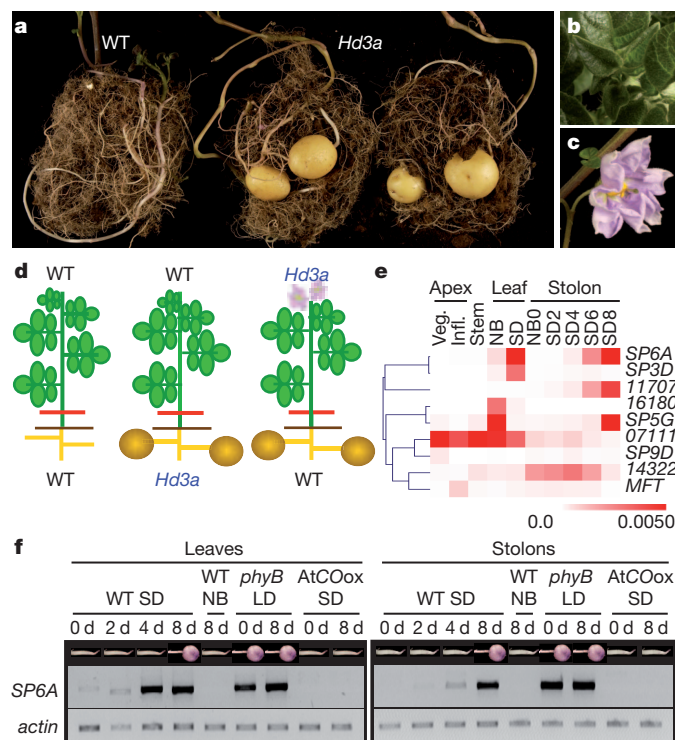 a
WT
Hd3a
b
c
d
WT
WT
Hd3a
WT
Hd3a
WT
e
Apex
Leaf
Stolon
Veg.
Infl.
Stem
NB
SD
NB0
SD2
SD4
SD6
SD8
SP6A
SP3D
11707
16180
SP5G
07111
SP9D
14322
MFT
0.0
0.0050
f
Leaves
Stolons
WT SD
WT NB
phyB LD
AtCOox SD
WT SD
WT NB
phyB LD
AtCOox SD
0 d 2 d 4 d 8 d 8 d 0 d 8 d 0 d 8 d
0 d 2 d 4 d 8 d 8 d 0 d 8 d 0 d 8 d
SP6A
actin